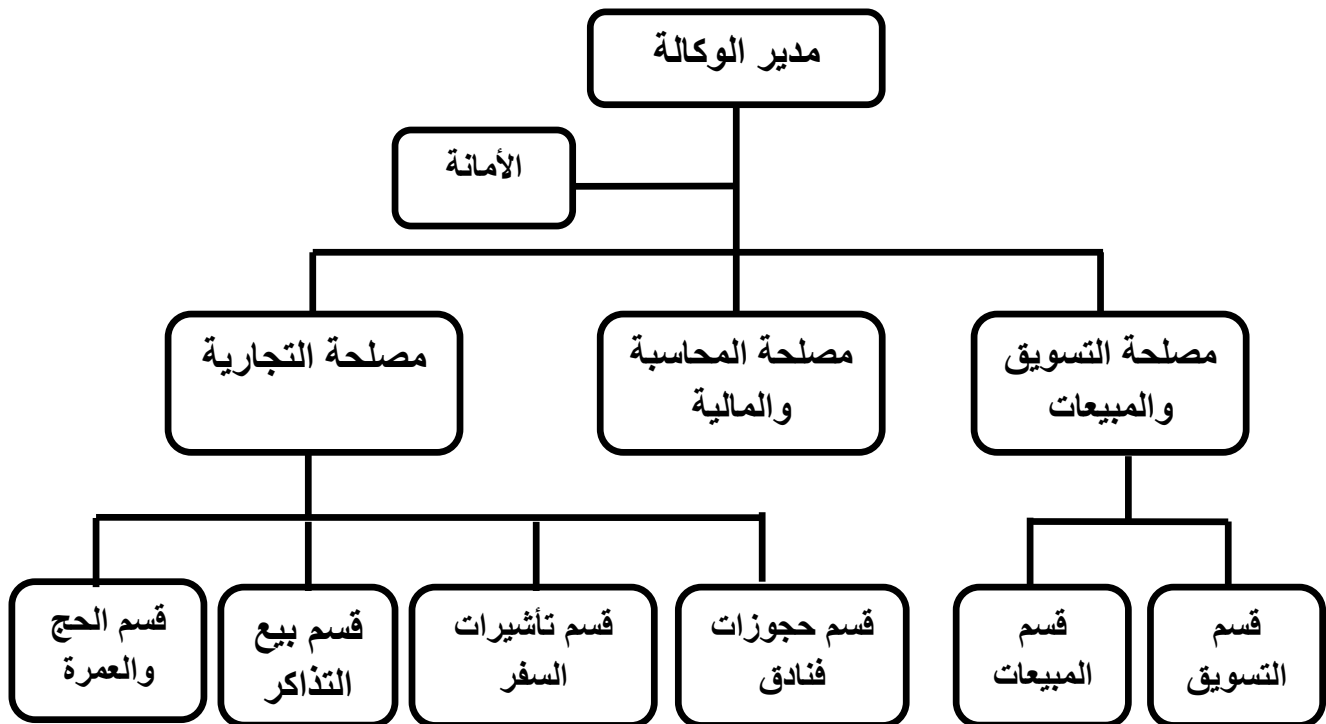 مدير الوكالة
الأمانة
مصلحة التسويق
والمبيعات
مصلحة المحاسبة
والمالية
مصلحة التجارية
قسم
التسويق
قسم
المبيعات
قسم حجوزات
فنادق
قسم تأشيرات
السفر
قسم بيع
التذاكر
قسم الحج
والعمرة